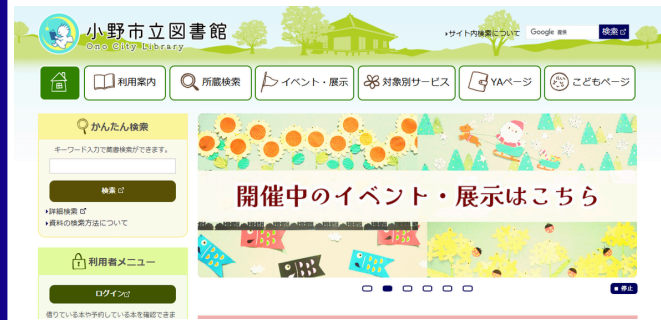 小野市立図書館
Ono City Library
サイト内検索について
Google 提供
検索
利用案内
所蔵検索
イベント・展示
対象別サービス
YAページ
こどもページ
かんたん検索
キーワード入力で蔵書検索ができます。
検索
詳細検索
資料の検索方法について
利用者メニュー
ログイン
借りている本や予約している本を確認できま
開催中のイベント・展示はこちら
停止